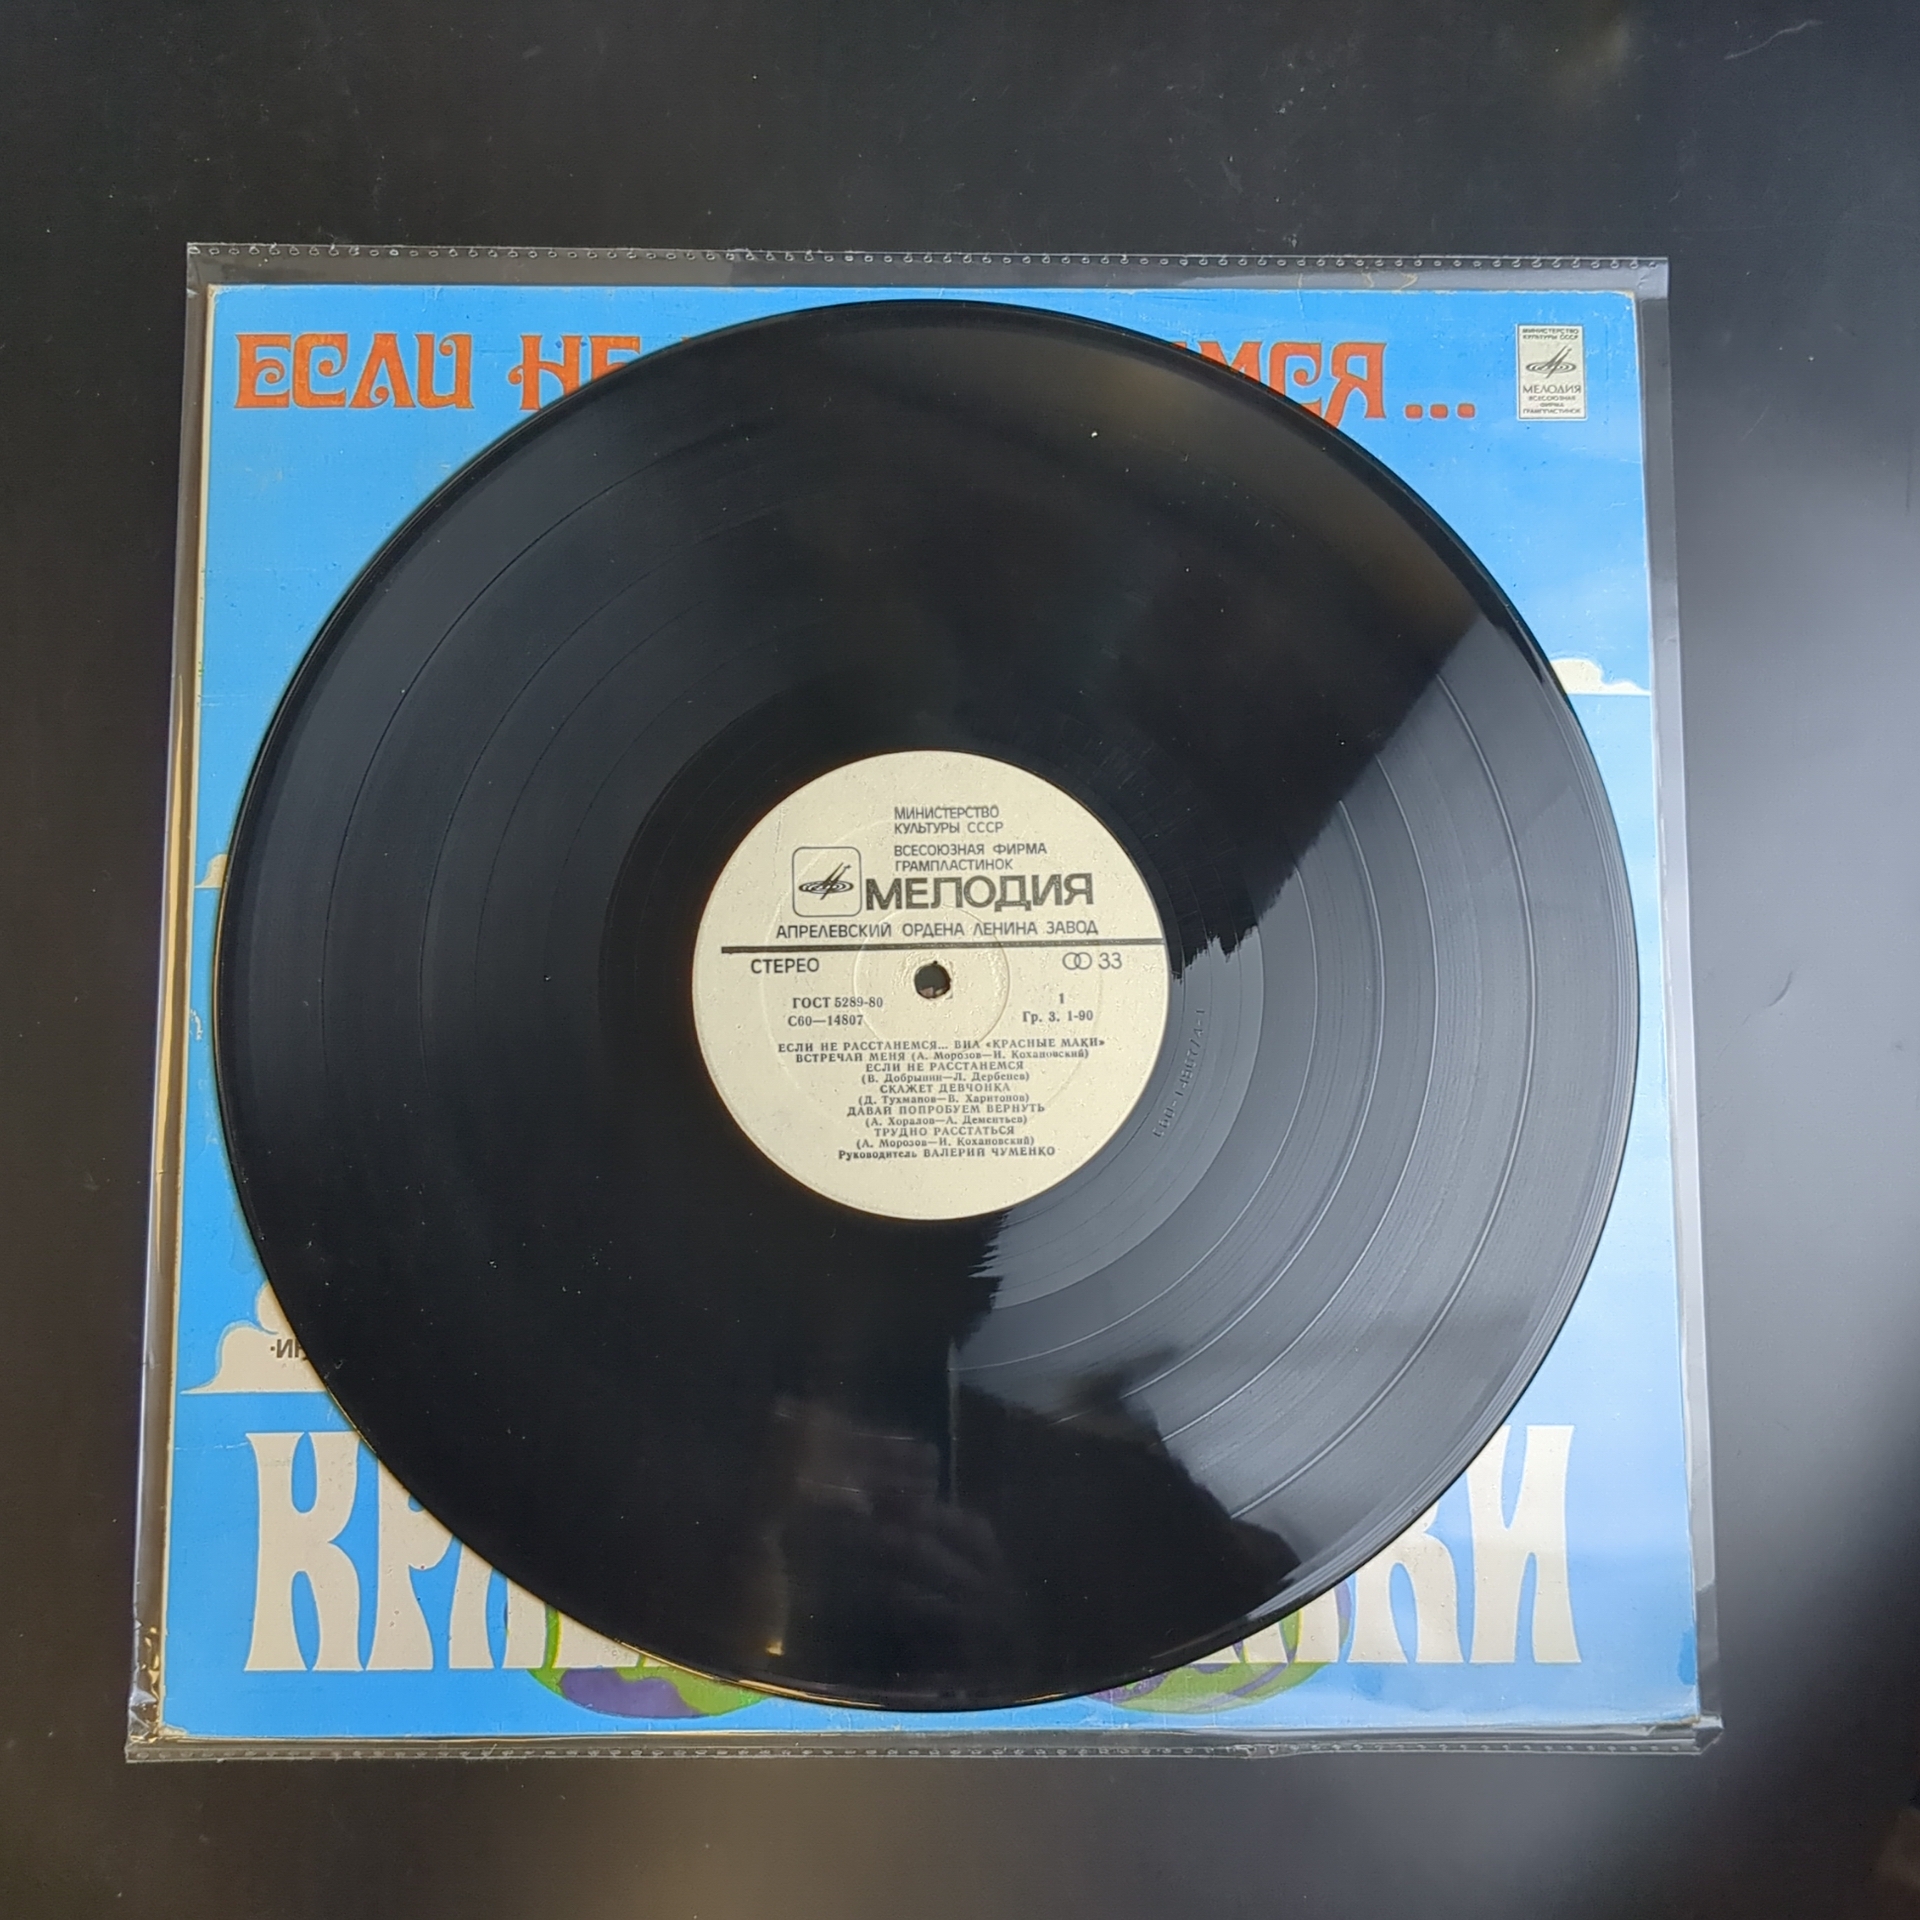 ЕСЛИ НЕ
МСЯ...
МИНИСТЕРСТВО
КУЛЬТУРЫ СССР
МЕЛОДИЯ
ВСЕСОЮЗНАЯ
ФИРМА
ГРАМПЛАСТИНОК
МИНИСТЕРСТВО
КУЛЬТУРЫ СССР
ВСЕСОЮЗНАЯ ФИРМА
ГРАМПЛАСТИНОК
МЕЛОДИЯ
АПРЕЛЕВСКИЙ ОРДЕНА ЛЕНИНА ЗАВОД
СТЕРЕО 33
ГОСТ 5289-80 1
С60—14807 Гр. 3. 1-90
ЕСЛИ НЕ РАССТАНЕМСЯ... ВИА «КРАСНЫЕ МАКИ»
ВСТРЕЧАЙ МЕНЯ (А. Морозов—Н. Кохановский)
ЕСЛИ НЕ РАССТАНЕМСЯ
(В. Добрынин—Л. Дербенев)
СКАЖЕТ ДЕВЧОНКА
(Д. Тухманов—В. Харитонов)
ДАВАЙ ПОПРОБУЕМ ВЕРНУТЬ
(А. Хоралов—А. Дементьев)
ТРУДНО РАССТАТЬСЯ
(А. Морозов—И. Кохановский)
Руководитель ВАЛЕРИЙ ЧУМЕНКО
КРА АКИ